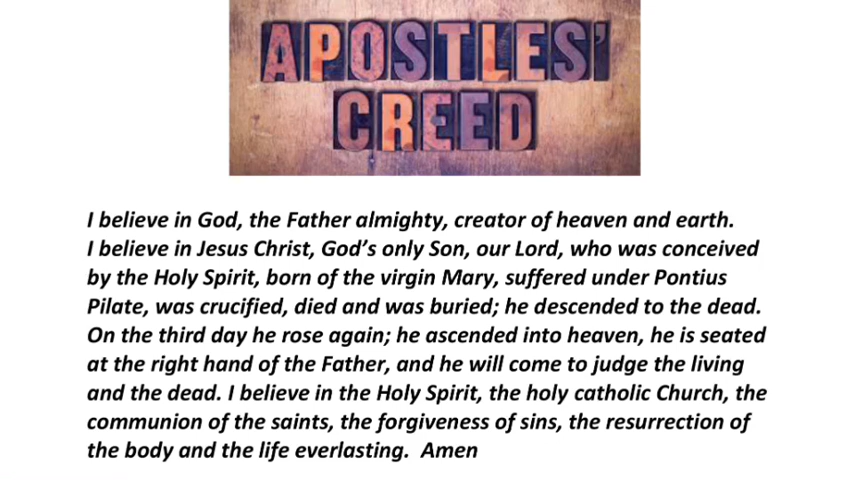 APOSTLES'
CREED
I believe in God, the Father almighty, creator of heaven and earth.
I believe in Jesus Christ, God’s only Son, our Lord, who was conceived
by the Holy Spirit, born of the virgin Mary, suffered under Pontius
Pilate, was crucified, died and was buried; he descended to the dead.
On the third day he rose again; he ascended into heaven, he is seated
at the right hand of the Father, and he will come to judge the living
and the dead. I believe in the Holy Spirit, the holy catholic Church, the
communion of the saints, the forgiveness of sins, the resurrection of
the body and the life everlasting.  Amen